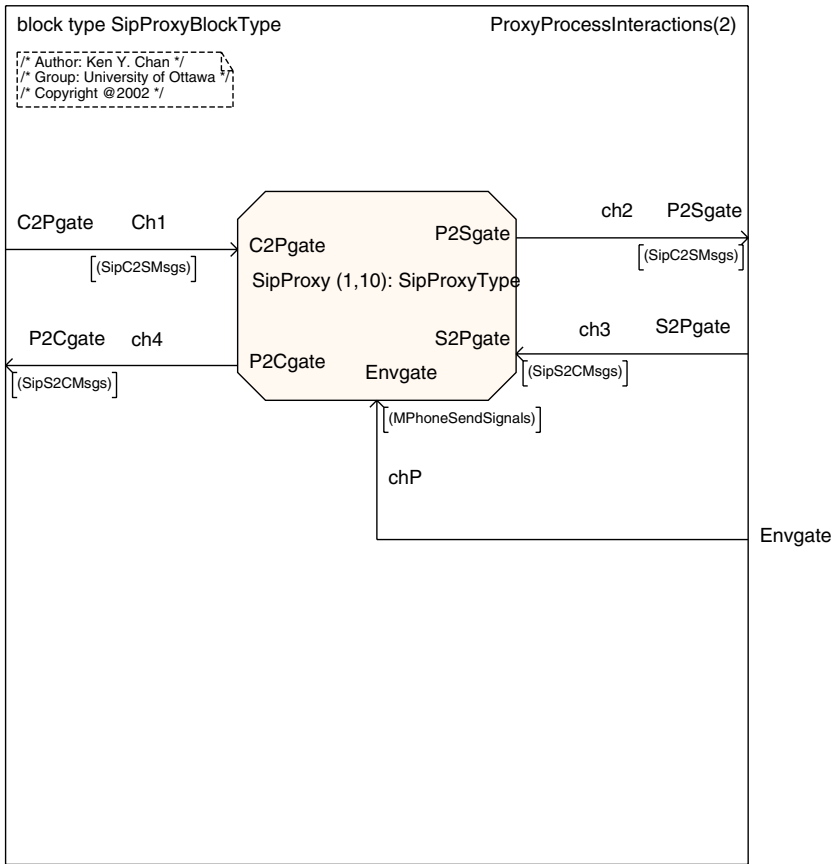 block type SipProxyBlockType
ProxyProcessInteractions(2)
/* Author: Ken Y. Chan */
/* Group: University of Ottawa */
/* Copyright @2002 */
C2Pgate Ch1
(SipC2SMsgs)
ch2 P2Sgate
(SipC2SMsgs)
C2Pgate
P2Sgate
SipProxy (1,10): SipProxyType
P2Cgate ch4
(SipS2CMsgs)
P2Cgate
S2Pgate
Envgate
ch3 S2Pgate
(SipS2CMsgs)
(MPhoneSendSignals)
chP
Envgate